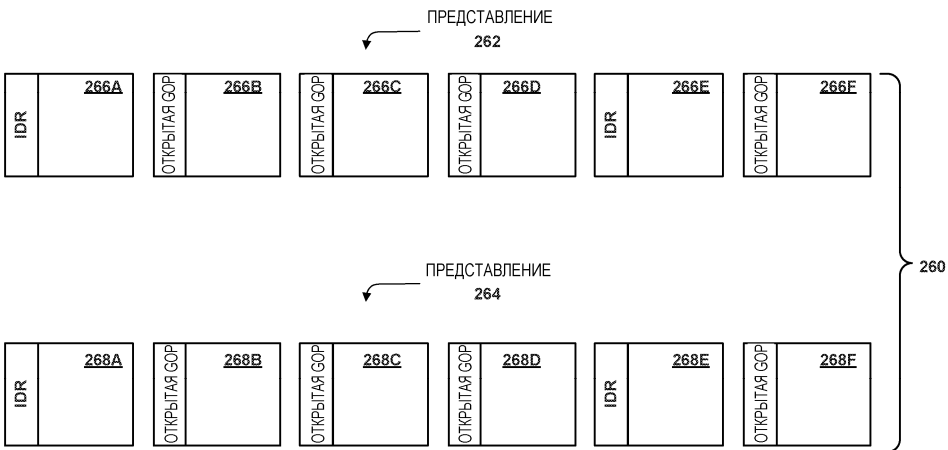 ПРЕДСТАВЛЕНИЕ
262
IDR
266A
ОТКРЫТАЯ GOP
266B
ОТКРЫТАЯ GOP
266C
ОТКРЫТАЯ GOP
266D
IDR
266E
ОТКРЫТАЯ GOP
266F
260
ПРЕДСТАВЛЕНИЕ
264
IDR
268A
ОТКРЫТАЯ GOP
268B
ОТКРЫТАЯ GOP
268C
ОТКРЫТАЯ GOP
268D
IDR
268E
ОТКРЫТАЯ GOP
268F